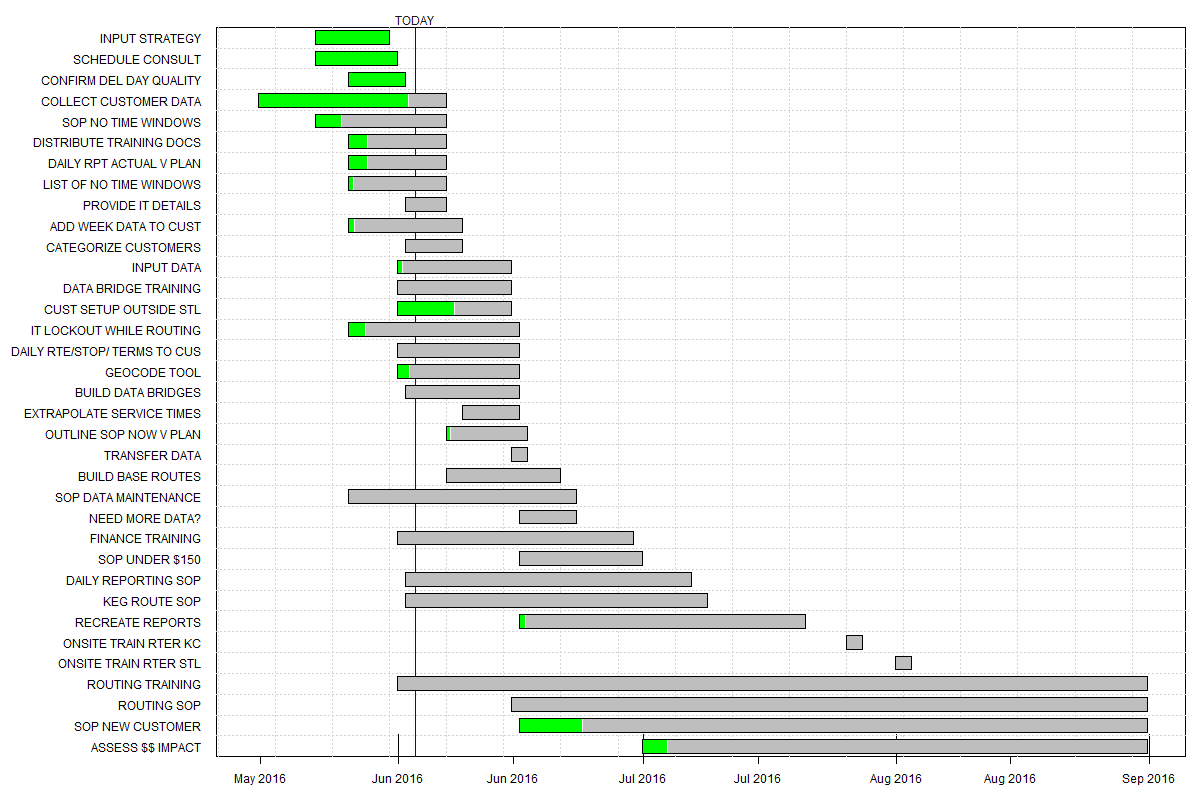 TODAY
INPUT STRATEGY
SCHEDULE CONSULT
CONFIRM DEL DAY QUALITY
COLLECT CUSTOMER DATA
SOP NO TIME WINDOWS
DISTRIBUTE TRAINING DOCS
DAILY RPT ACTUAL V PLAN
LIST OF NO TIME WINDOWS
PROVIDE IT DETAILS
ADD WEEK DATA TO CUST
CATEGORIZE CUSTOMERS
INPUT DATA
DATA BRIDGE TRAINING
CUST SETUP OUTSIDE STL
IT LOCKOUT WHILE ROUTING
DAILY RTE/STOP/ TERMS TO CUS
GEOCODE TOOL
BUILD DATA BRIDGES
EXTRAPOLATE SERVICE TIMES
OUTLINE SOP NOW V PLAN
TRANSFER DATA
BUILD BASE ROUTES
SOP DATA MAINTENANCE
NEED MORE DATA?
FINANCE TRAINING
SOP UNDER $150
DAILY REPORTING SOP
KEG ROUTE SOP
RECREATE REPORTS
ONSITE TRAIN RTER KC
ONSITE TRAIN RTER STL
ROUTING TRAINING
ROUTING SOP
SOP NEW CUSTOMER
ASSESS $$ IMPACT
May 2016 Jun 2016 Jun 2016 Jul 2016 Jul 2016 Aug 2016 Aug 2016 Sep 2016